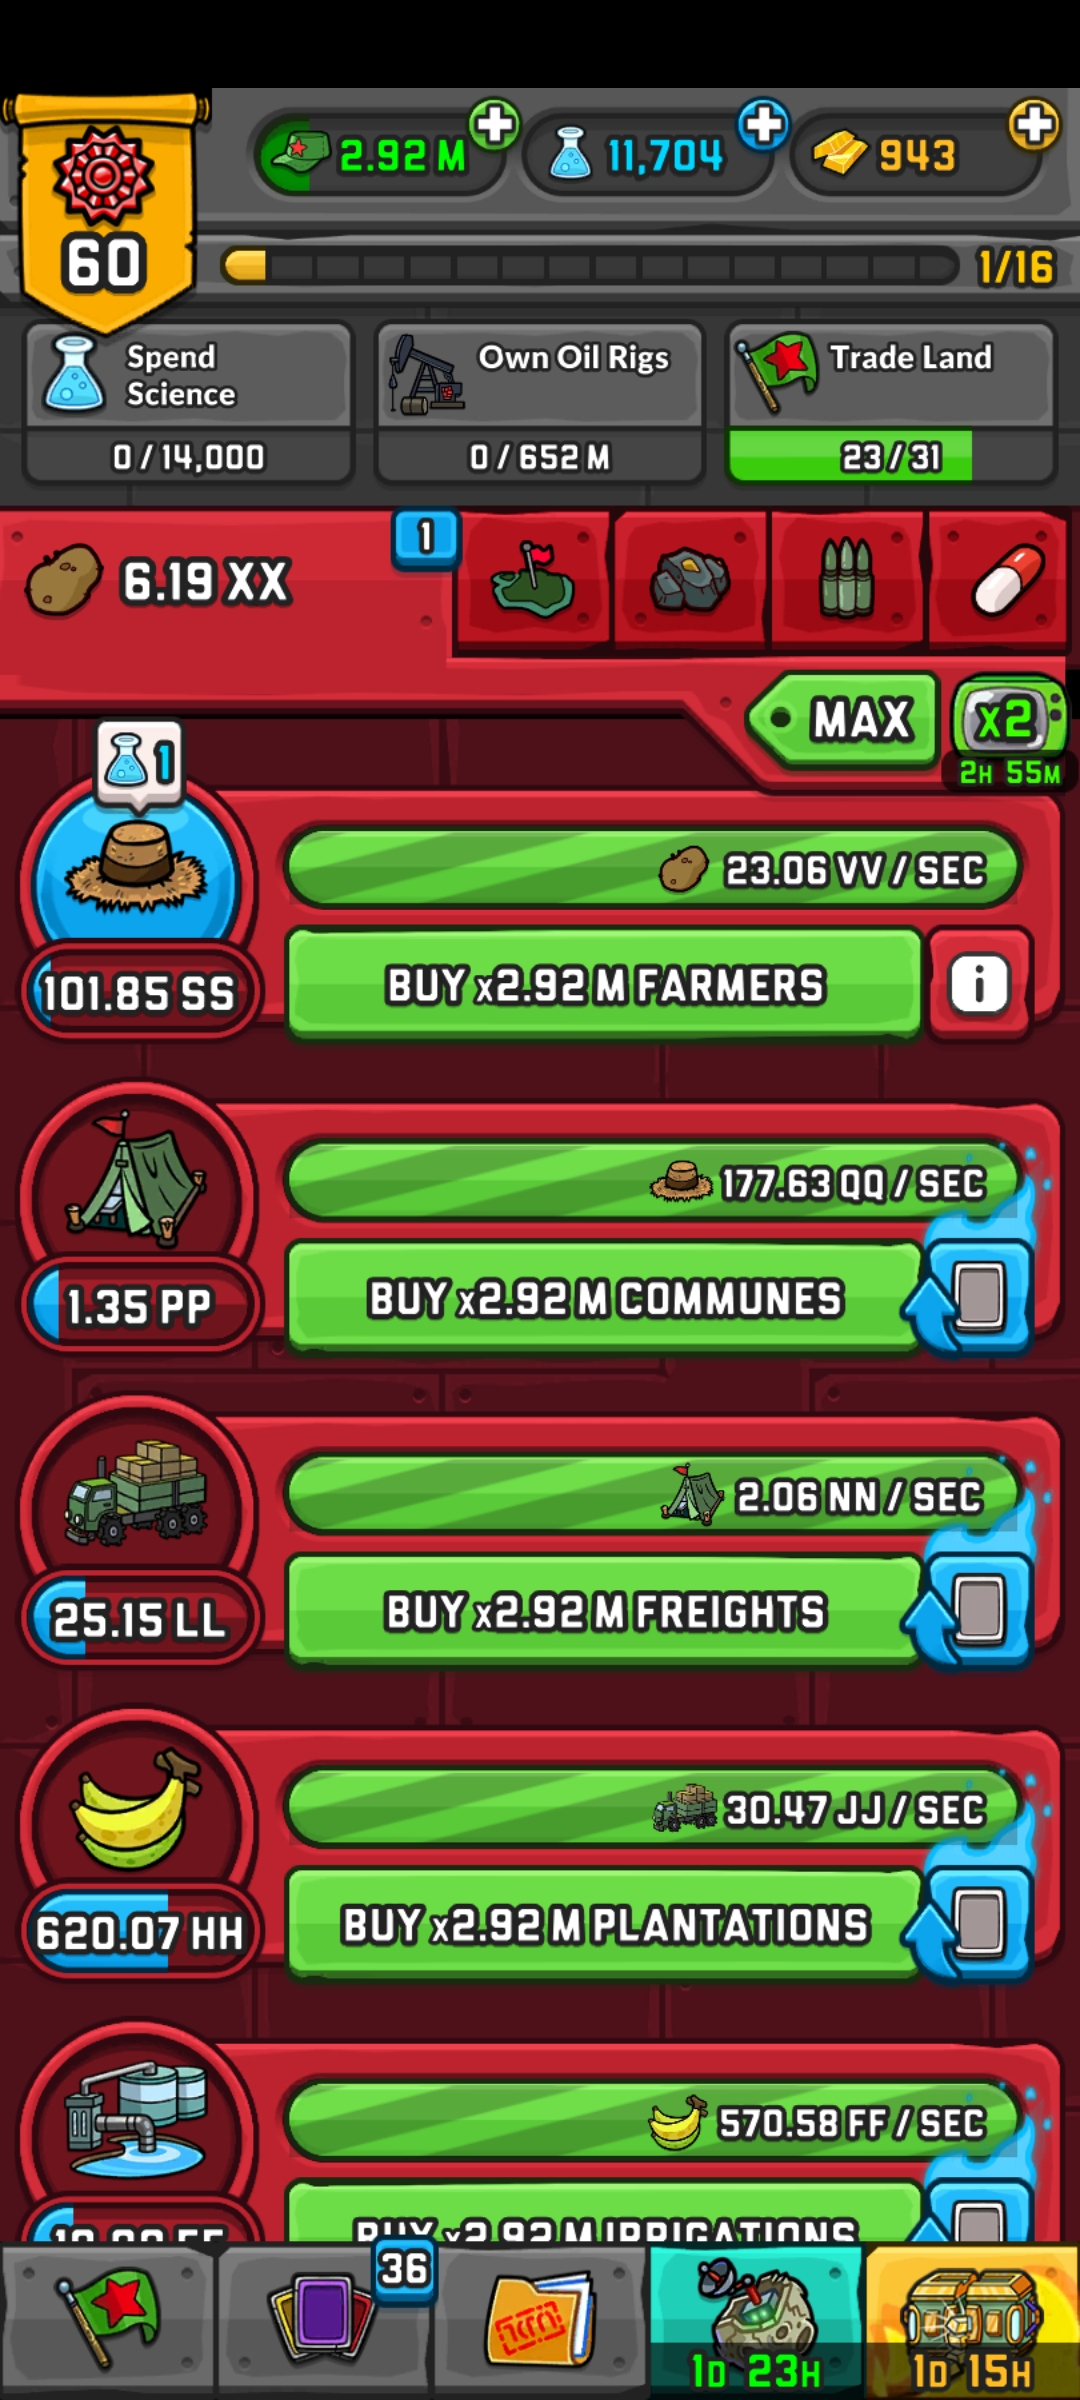 60
2.92 M
11,704
943
1/16
Spend
Science
0/14,000
Own Oil Rigs
0/652 M
Trade Land
23/31
6.19 XX
1
MAX
x2
2H 55M
1
23.06 VV / SEC
101.85 SS
BUY x2.92 M FARMERS
i
177.63 QQ / SEC
1.35 PP
BUY x2.92 M COMMUNES
2.06 NN / SEC
25.15 LL
BUY x2.92 M FREIGHTS
30.47 JJ / SEC
620.07 HH
BUY x2.92 M PLANTATIONS
570.58 FF / SEC
BUY x2.92 M IRRIGATIONS
36
1D 23H
1D 15H